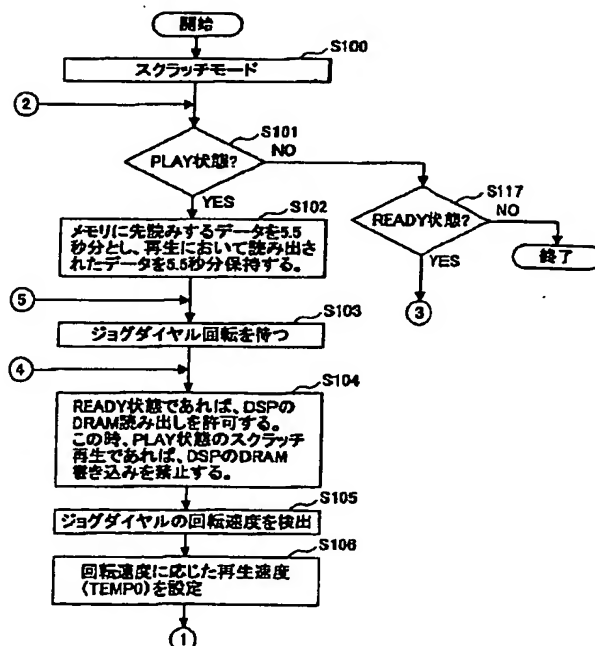 開始
S100
スクラッチモード
②
S101
PLAY状態?
NO
YES
S117
READY状態?
NO
YES
終了
③
S102
メモリに先読みするデータを5.5
秒分とし、再生において読み出され
たデータを5.5秒分保持する。
⑤
S103
ジョグダイヤル回転を待つ
④
S104
READY状態であれば、DSPの
DRAM読み出しを許可する。
この時、PLAY状態のスクラッチ
再生であれば、DSPのDRAM
書き込みを禁止する。
S105
ジョグダイヤルの回転速度を検出
S106
回転速度に応じた再生速度
(TEMPO)を設定
①